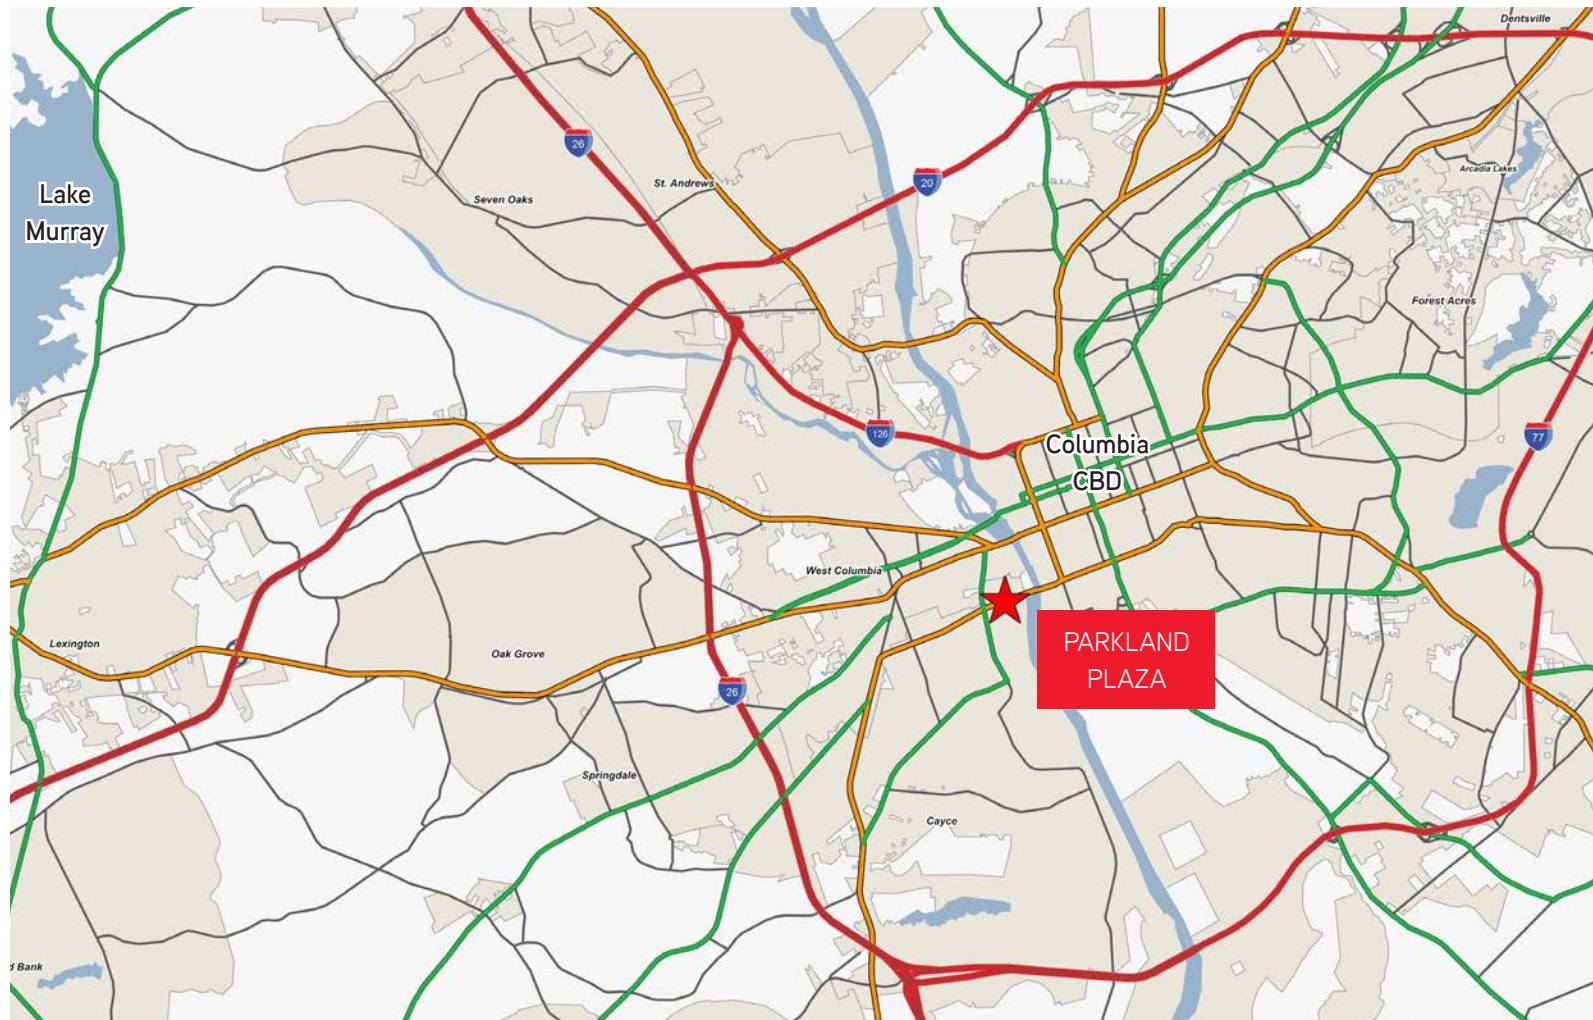 Dentsville
26
St. Andrews
20
Arcadia Lakes
Lake
Murray
Seven Oaks
Forest Acres
126
77
Columbia
CBD
West Columbia
Lexington
Oak Grove
PARKLAND
PLAZA
26
Springdale
Cayce
d Bank